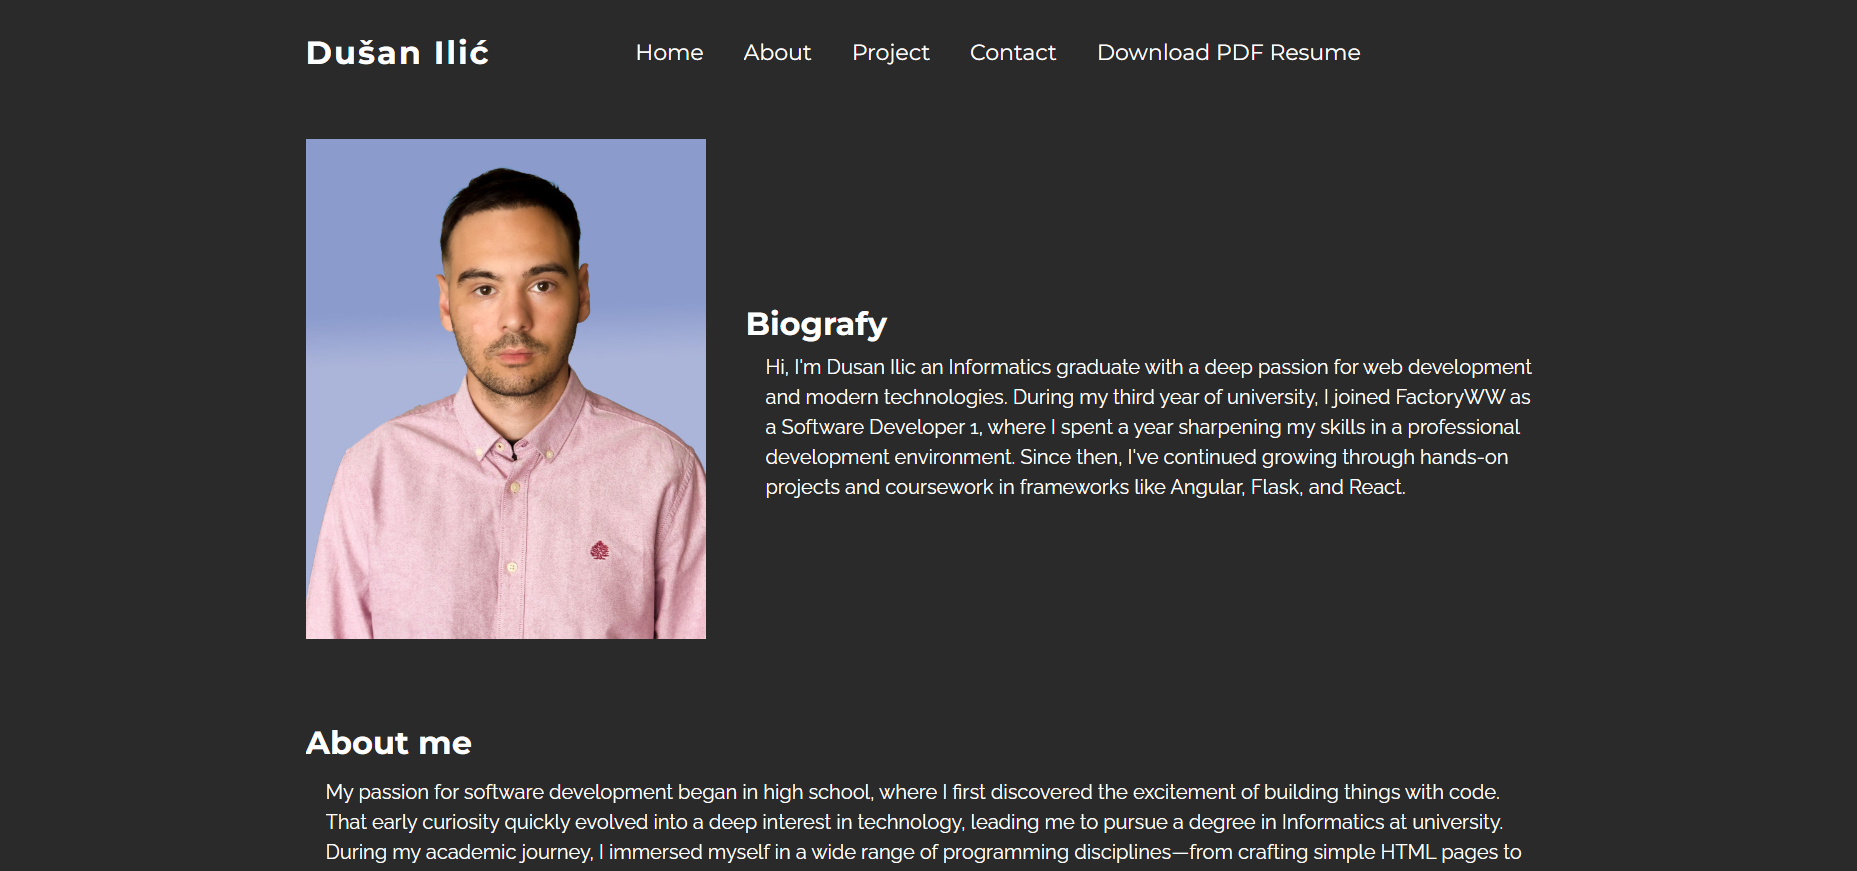 Dušan Ilić
Home About Project Contact Download PDF Resume
Biografy
Hi, I'm Dusan Ilic an Informatics graduate with a deep passion for web development
and modern technologies. During my third year of university, I joined FactoryWW as
a Software Developer 1, where I spent a year sharpening my skills in a professional
development environment. Since then, I've continued growing through hands-on
projects and coursework in frameworks like Angular, Flask, and React.
About me
My passion for software development began in high school, where I first discovered the excitement of building things with code.
That early curiosity quickly evolved into a deep interest in technology, leading me to pursue a degree in Informatics at university.
During my academic journey, I immersed myself in a wide range of programming disciplines—from crafting simple HTML pages to